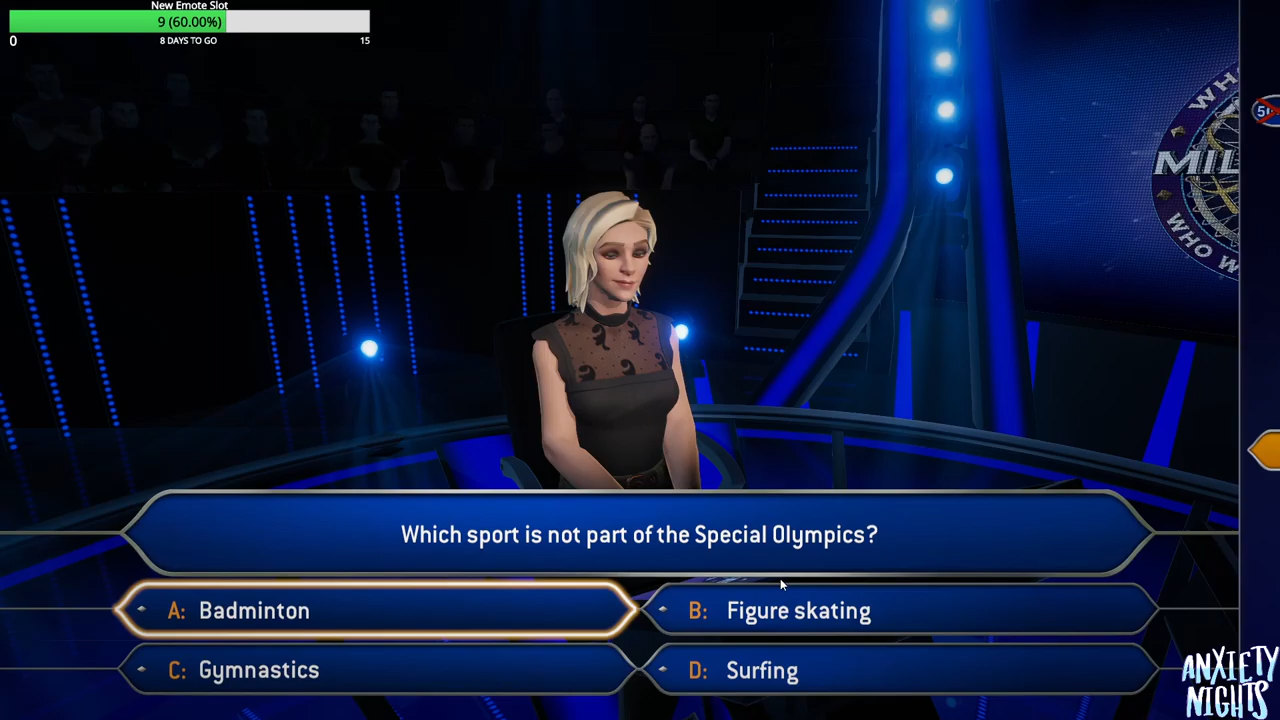 New Emote Slot
9 (60.00%)
0 8 DAYS TO GO 15
Which sport is not part of the Special Olympics?
A: Badminton
B: Figure skating
C: Gymnastics
D: Surfing
ANXIETY
NIGHTS